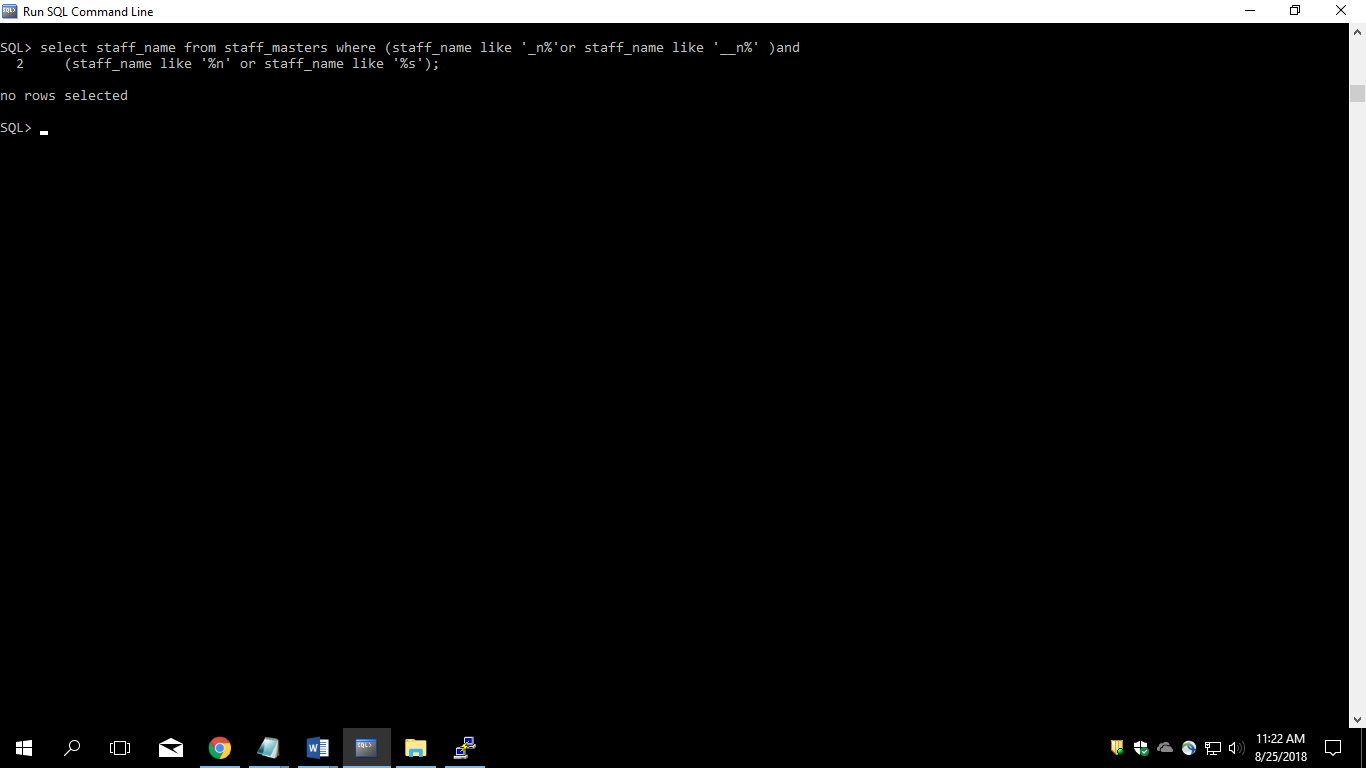 Run SQL Command Line
SQL> select staff_name from staff_masters where (staff_name like '_n%'or staff_name like '__n%' )and
2 (staff_name like '%n' or staff_name like '%s');
no rows selected
SQL>
11:22 AM
8/25/2018